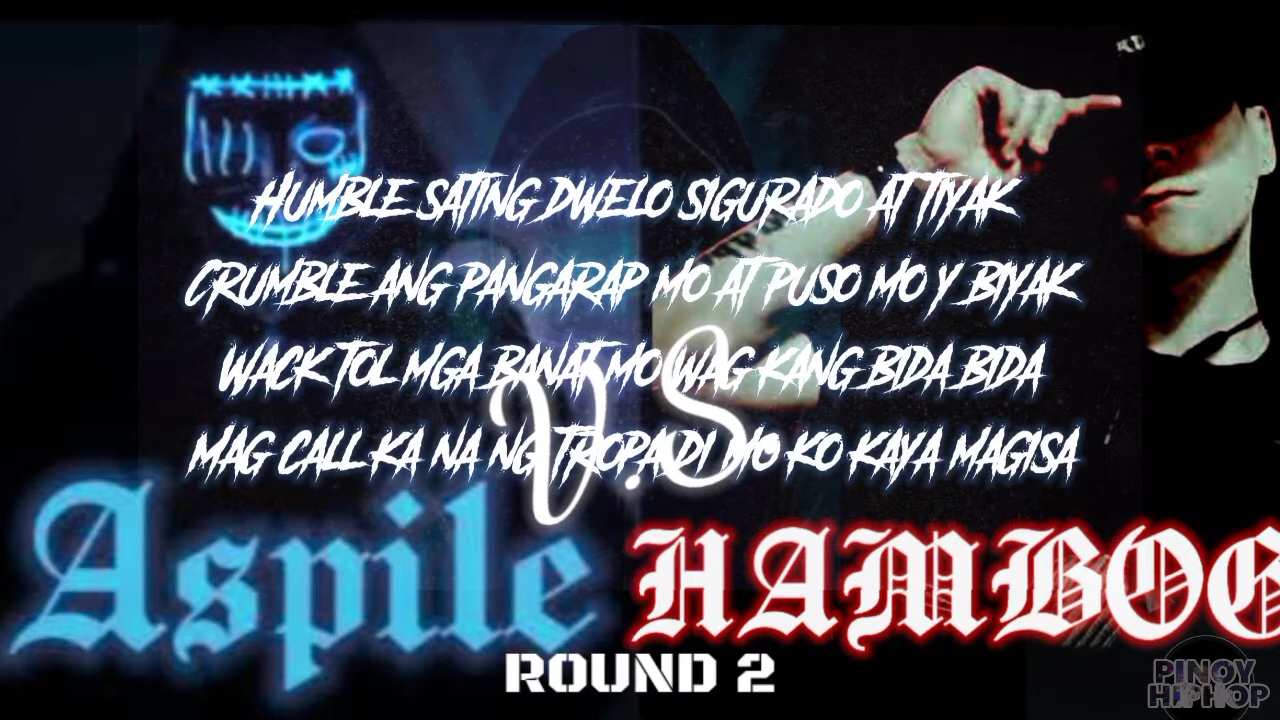 HUMBLE SATING DWELO SIGURADO AT TIYAK
CRUMBLE ANG PANGARAP MO AT PUSO MO Y BIYAK
WACK TOL MGA BANAT MO WAG KANG BIDA BIDA
MAG CALL KA NA NG TROPA DI MO KO KAYA MAGISA
V.S
Aspile HAMBOG
ROUND 2
PINOY
HIPHOP